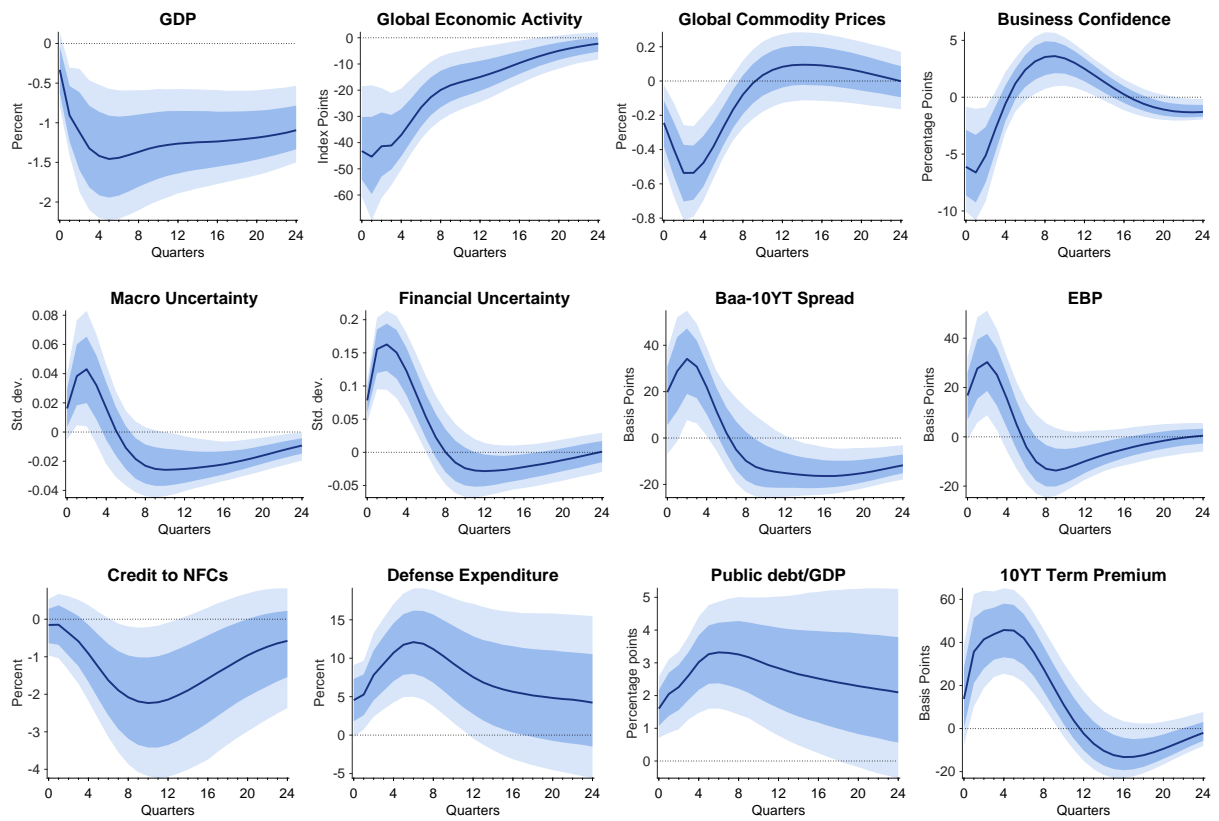 GDP
Percent
0
-0.5
-1
-1.5
-2
0 4 8 12 16 20 24
Quarters
Global Economic Activity
Index Points
0
-10
-20
-30
-40
-50
-60
0 4 8 12 16 20 24
Quarters
Global Commodity Prices
Percent
0.2
0
-0.2
-0.4
-0.6
-0.8
0 4 8 12 16 20 24
Quarters
Business Confidence
Percentage Points
5
0
-5
-10
0 4 8 12 16 20 24
Quarters
Macro Uncertainty
Std. dev.
0.08
0.06
0.04
0.02
0
-0.02
-0.04
0 4 8 12 16 20 24
Quarters
Financial Uncertainty
Std. dev.
0.2
0.15
0.1
0.05
0
-0.05
0 4 8 12 16 20 24
Quarters
Baa-10YT Spread
Basis Points
40
20
0
-20
0 4 8 12 16 20 24
Quarters
EBP
Basis Points
40
20
0
-20
0 4 8 12 16 20 24
Quarters
Credit to NFCs
Percent
0
-1
-2
-3
-4
0 4 8 12 16 20 24
Quarters
Defense Expenditure
Percent
15
10
5
0
-5
0 4 8 12 16 20 24
Quarters
Public debt/GDP
Percentage points
5
4
3
2
1
0
0 4 8 12 16 20 24
Quarters
10YT Term Premium
Basis Points
60
40
20
0
-20
0 4 8 12 16 20 24
Quarters